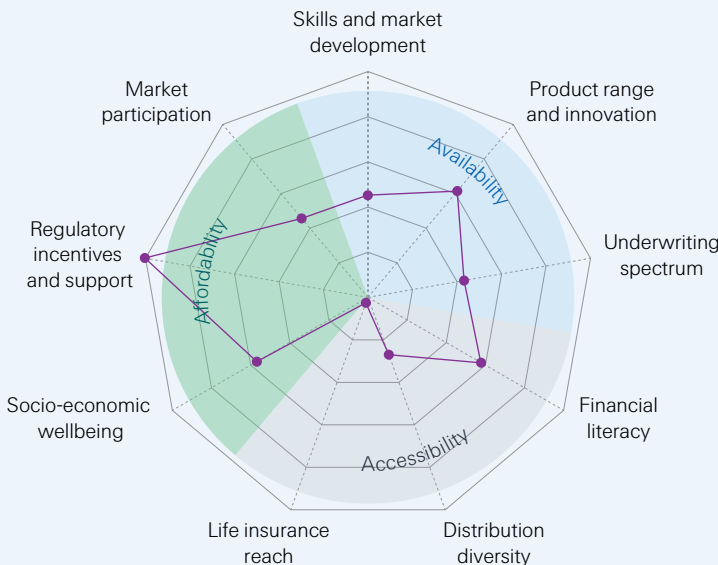 Skills and market
development
Market
participation
Product range
and innovation
Availability
Regulatory
incentives
and support
Affordability
Underwriting
spectrum
Socio-economic
wellbeing
Financial
literacy
Accessibility
Life insurance
reach
Distribution
diversity